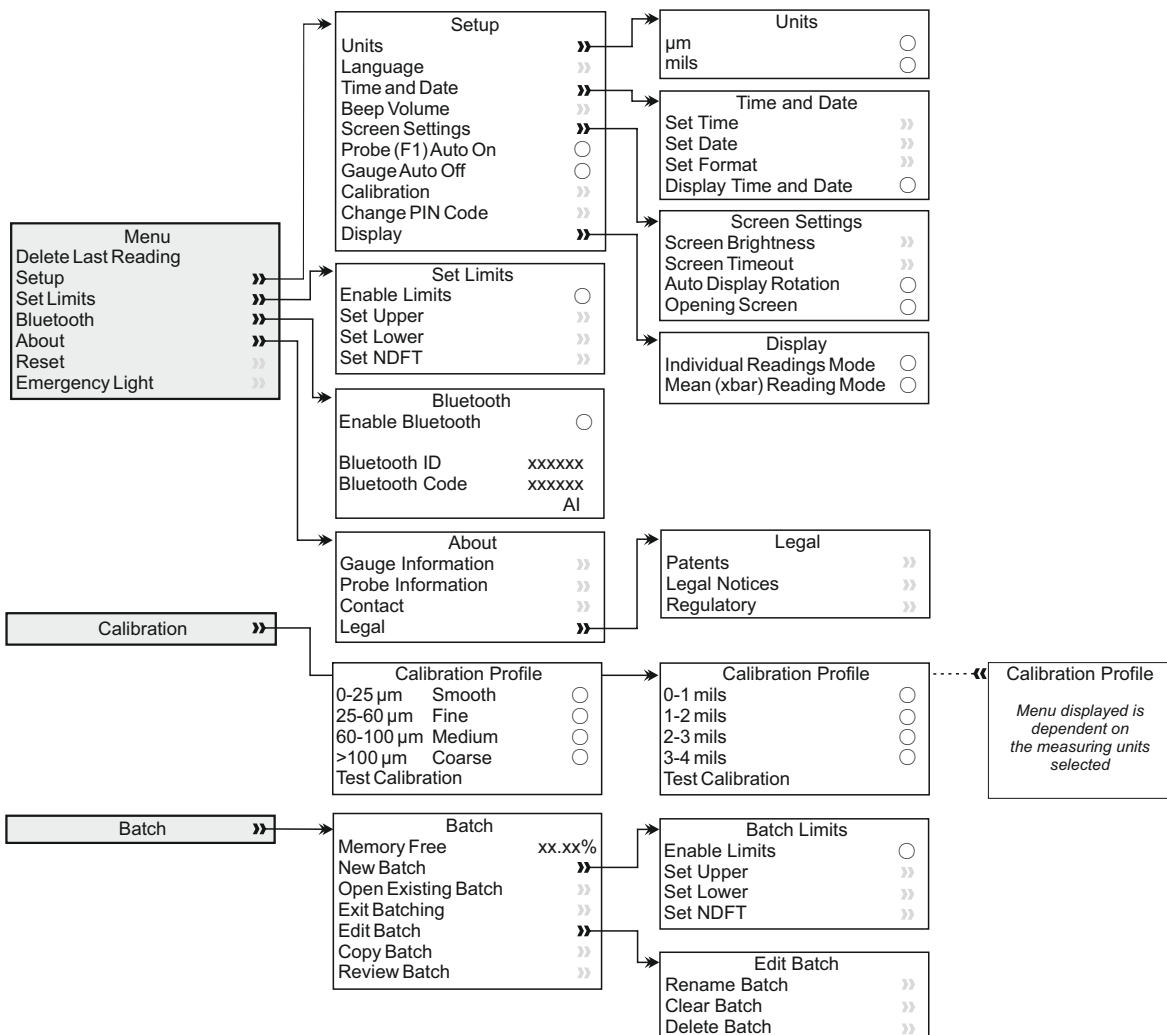 Menu
Delete Last Reading
Setup
Set Limits
Bluetooth
About
Reset
Emergency Light
Setup
Units
Language
Time and Date
Beep Volume
Screen Settings
Probe (F1) Auto On
Gauge Auto Off
Calibration
Change PIN Code
Display
Units
µm
mils
Time and Date
Set Time
Set Date
Set Format
Display Time and Date
Screen Settings
Screen Brightness
Screen Timeout
Auto Display Rotation
Opening Screen
Display
Individual Readings Mode
Mean (xbar) Reading Mode
Set Limits
Enable Limits
Set Upper
Set Lower
Set NDFT
Bluetooth
Enable Bluetooth
Bluetooth ID xxxxxx
Bluetooth Code xxxxxx
AI
About
Gauge Information
Probe Information
Contact
Legal
Legal
Patents
Legal Notices
Regulatory
Calibration
Calibration Profile
0-25 µm Smooth
25-60 µm Fine
60-100 µm Medium
>100 µm Coarse
Test Calibration
Calibration Profile
0-1 mils
1-2 mils
2-3 mils
3-4 mils
Test Calibration
Calibration Profile
Menu displayed is
dependent on
the measuring units
selected
Batch
Batch
Memory Free xx.xx%
New Batch
Open Existing Batch
Exit Batching
Edit Batch
Copy Batch
Review Batch
Batch Limits
Enable Limits
Set Upper
Set Lower
Set NDFT
Edit Batch
Rename Batch
Clear Batch
Delete Batch